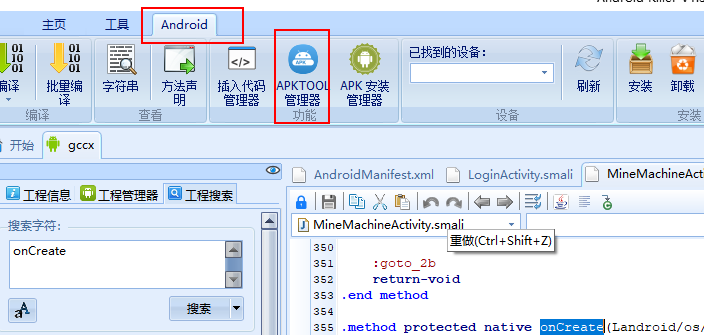 主页 工具 Android
编译 批量编译 字符串 方法声明 插入代码管理器 APKTOOL管理器 APK 安装管理器 已找到的设备： 刷新 安装 卸载
编译 查看 功能 设备 安装
开始 gccx
工程信息 工程管理器 工程搜索
搜索字符:
onCreate
搜索
AndroidManifest.xml LoginActivity.smali MineMachineActi
MineMachineActivity.smali
重做(Ctrl+Shift+Z)
350
351 :goto_2b
352 return-void
353 .end method
354
355 .method protected native onCreate(Landroid/os/